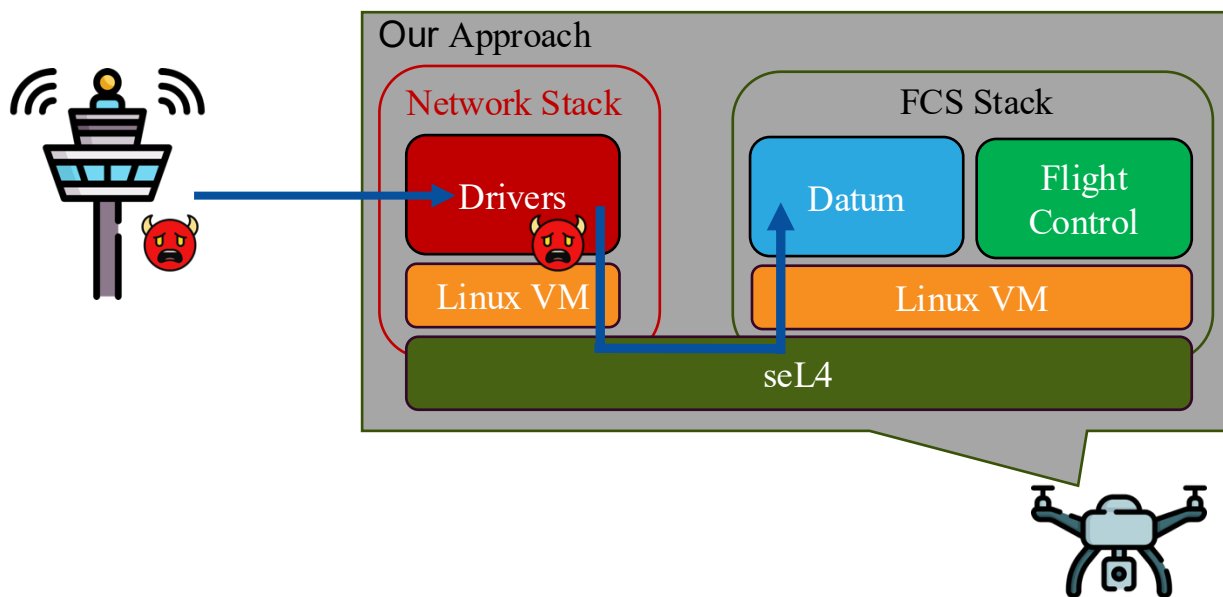 Our Approach
Network Stack
FCS Stack
Drivers
Datum
Flight
Control
Linux VM
Linux VM
seL4